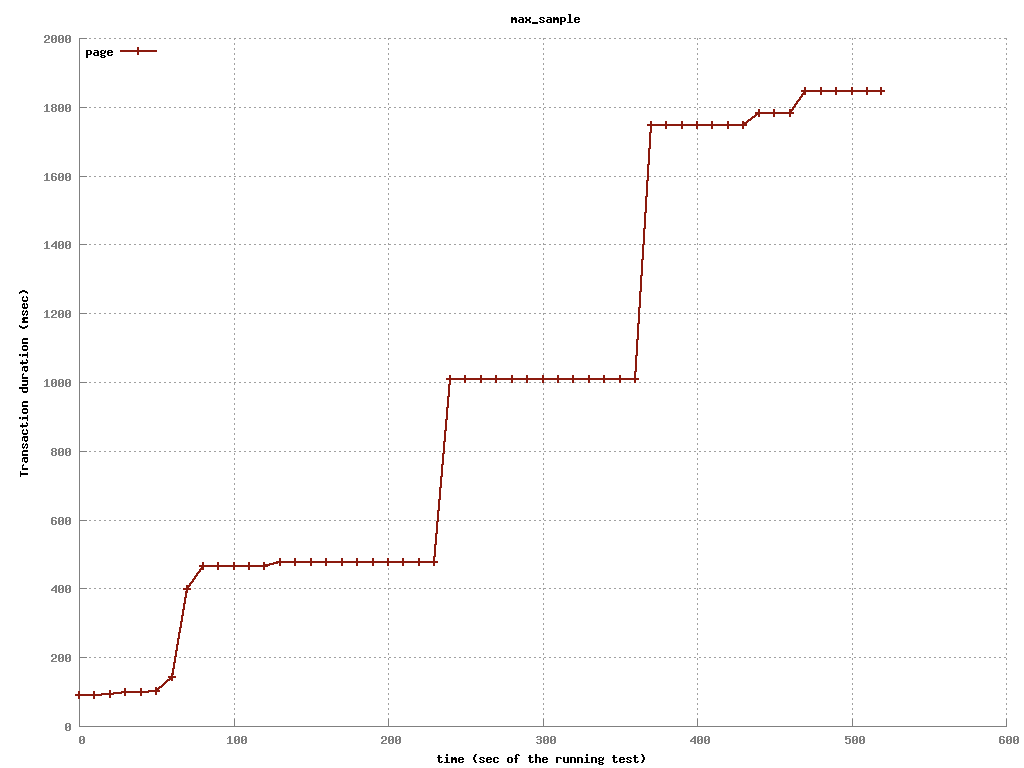 max_sample
2000
page
1800
1600
1400
1200
1000
800
600
400
200
0
Transaction duration (msec)
0 100 200 300 400 500 600
time (sec of the running test)